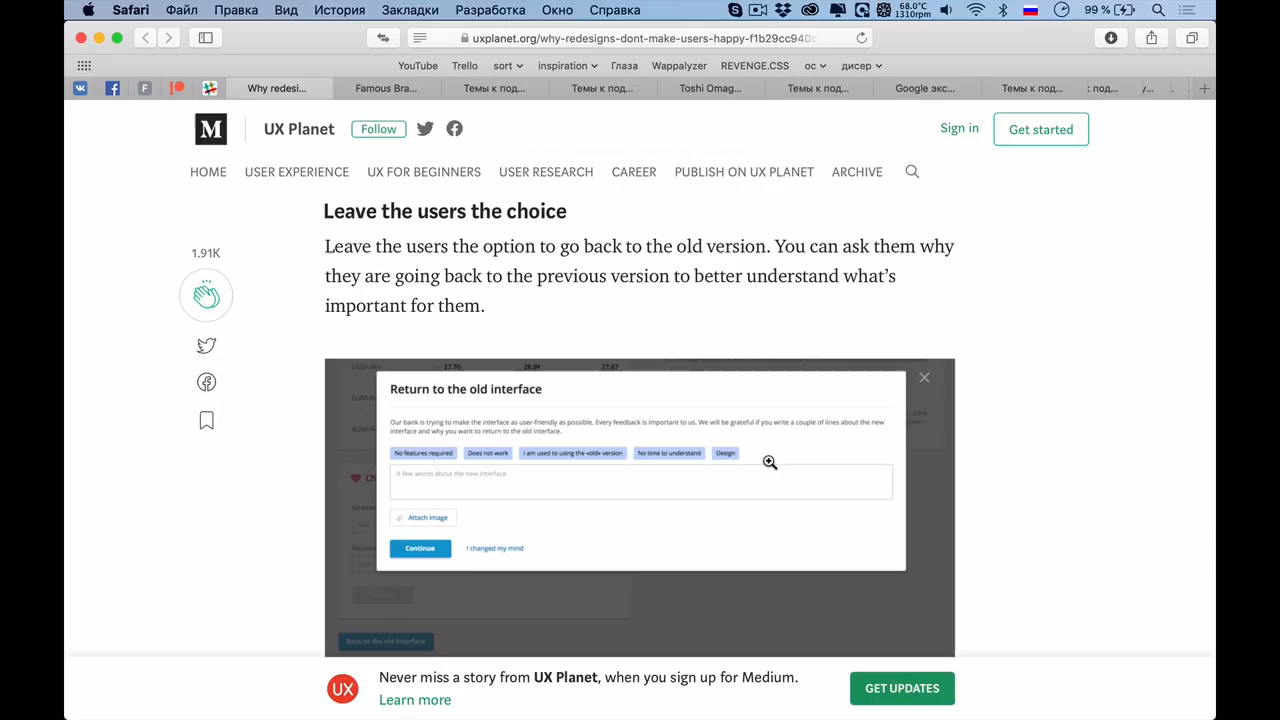 Safari Файл Правка Вид История Закладки Разработка Окно Справка 68.0°C 1310rpm 99 %
uxplanet.org/why-redesigns-dont-make-users-happy-f1b29cc940
YouTube Trello sort inspiration Глаза Wappalyzer REVENGE.CSS ос дисер
F Why redesi... Famous Bra... Темы к под... Темы к под... Toshi Omag... Темы к под... Google экс... Темы к под... к под...
M UX Planet Follow Sign in Get started
HOME USER EXPERIENCE UX FOR BEGINNERS USER RESEARCH CAREER PUBLISH ON UX PLANET ARCHIVE
Leave the users the choice
Leave the users the option to go back to the old version. You can ask them why
they are going back to the previous version to better understand what's
important for them.
1.91K
Return to the old interface
Our bank is trying to make the interface as user-friendly as possible. Every feedback is important to us. We will be grateful if you write a couple of lines about the new
interface and why you want to return to the old interface.
No features required Does not work I am used to using the «old» version No time to understand Design
A few words about the new interface
Attach image
Continue I changed my mind
Back to the old interface
UX Never miss a story from UX Planet, when you sign up for Medium.
Learn more
GET UPDATES